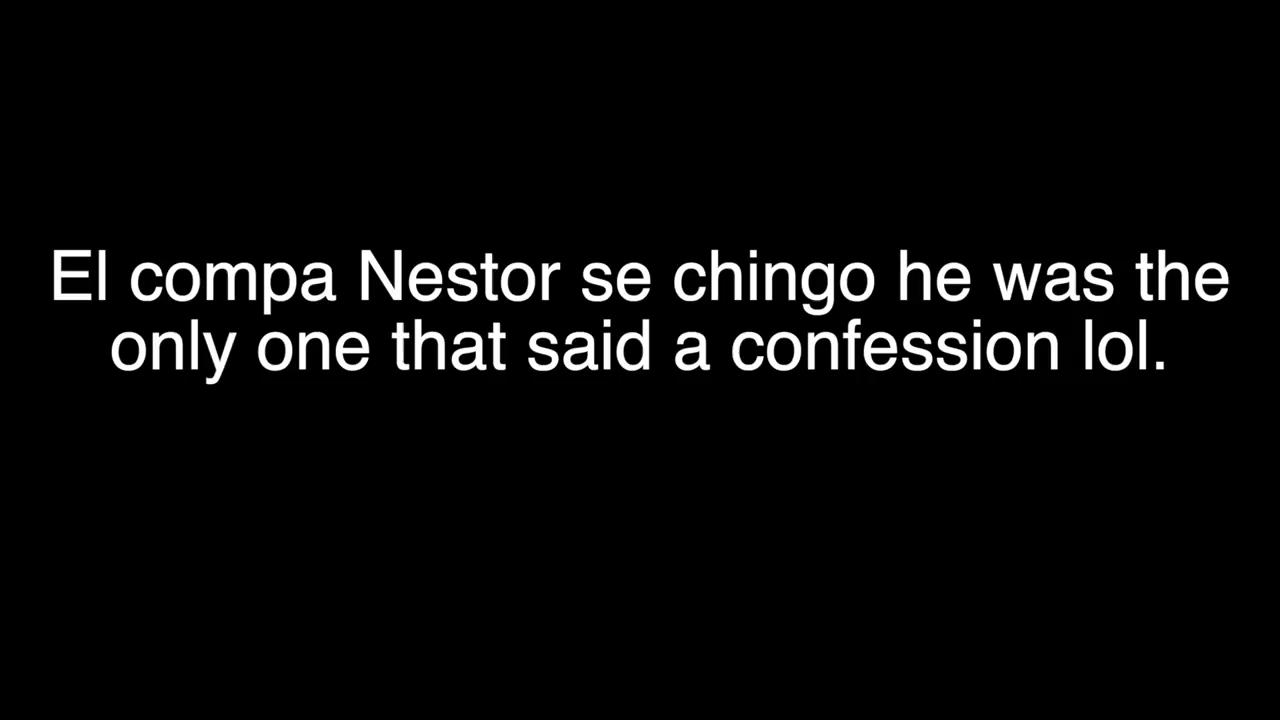 El compa Nestor se chingo he was the
only one that said a confession lol.